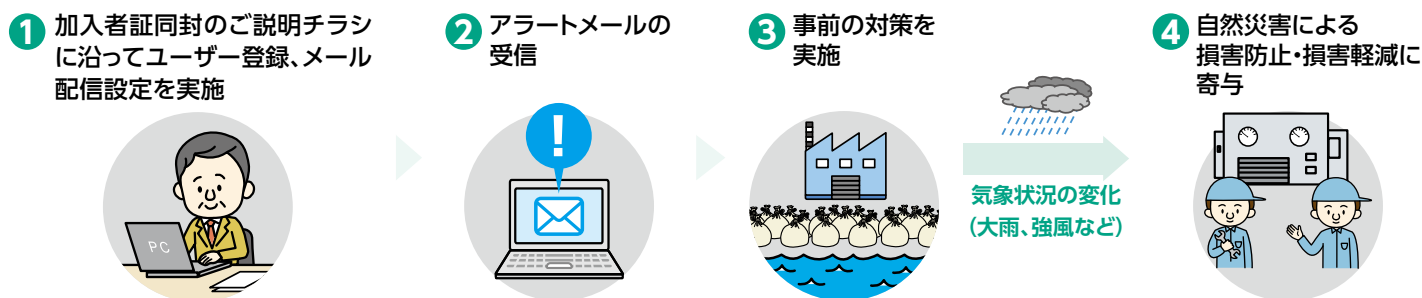 1 加入者証同封のご説明チラシ
に沿ってユーザー登録、メール
配信設定を実施
PC
2 アラートメールの
受信
!
3 事前の対策を
実施
気象状況の変化
(大雨、強風など)
4 自然災害による
損害防止・損害軽減に
寄与